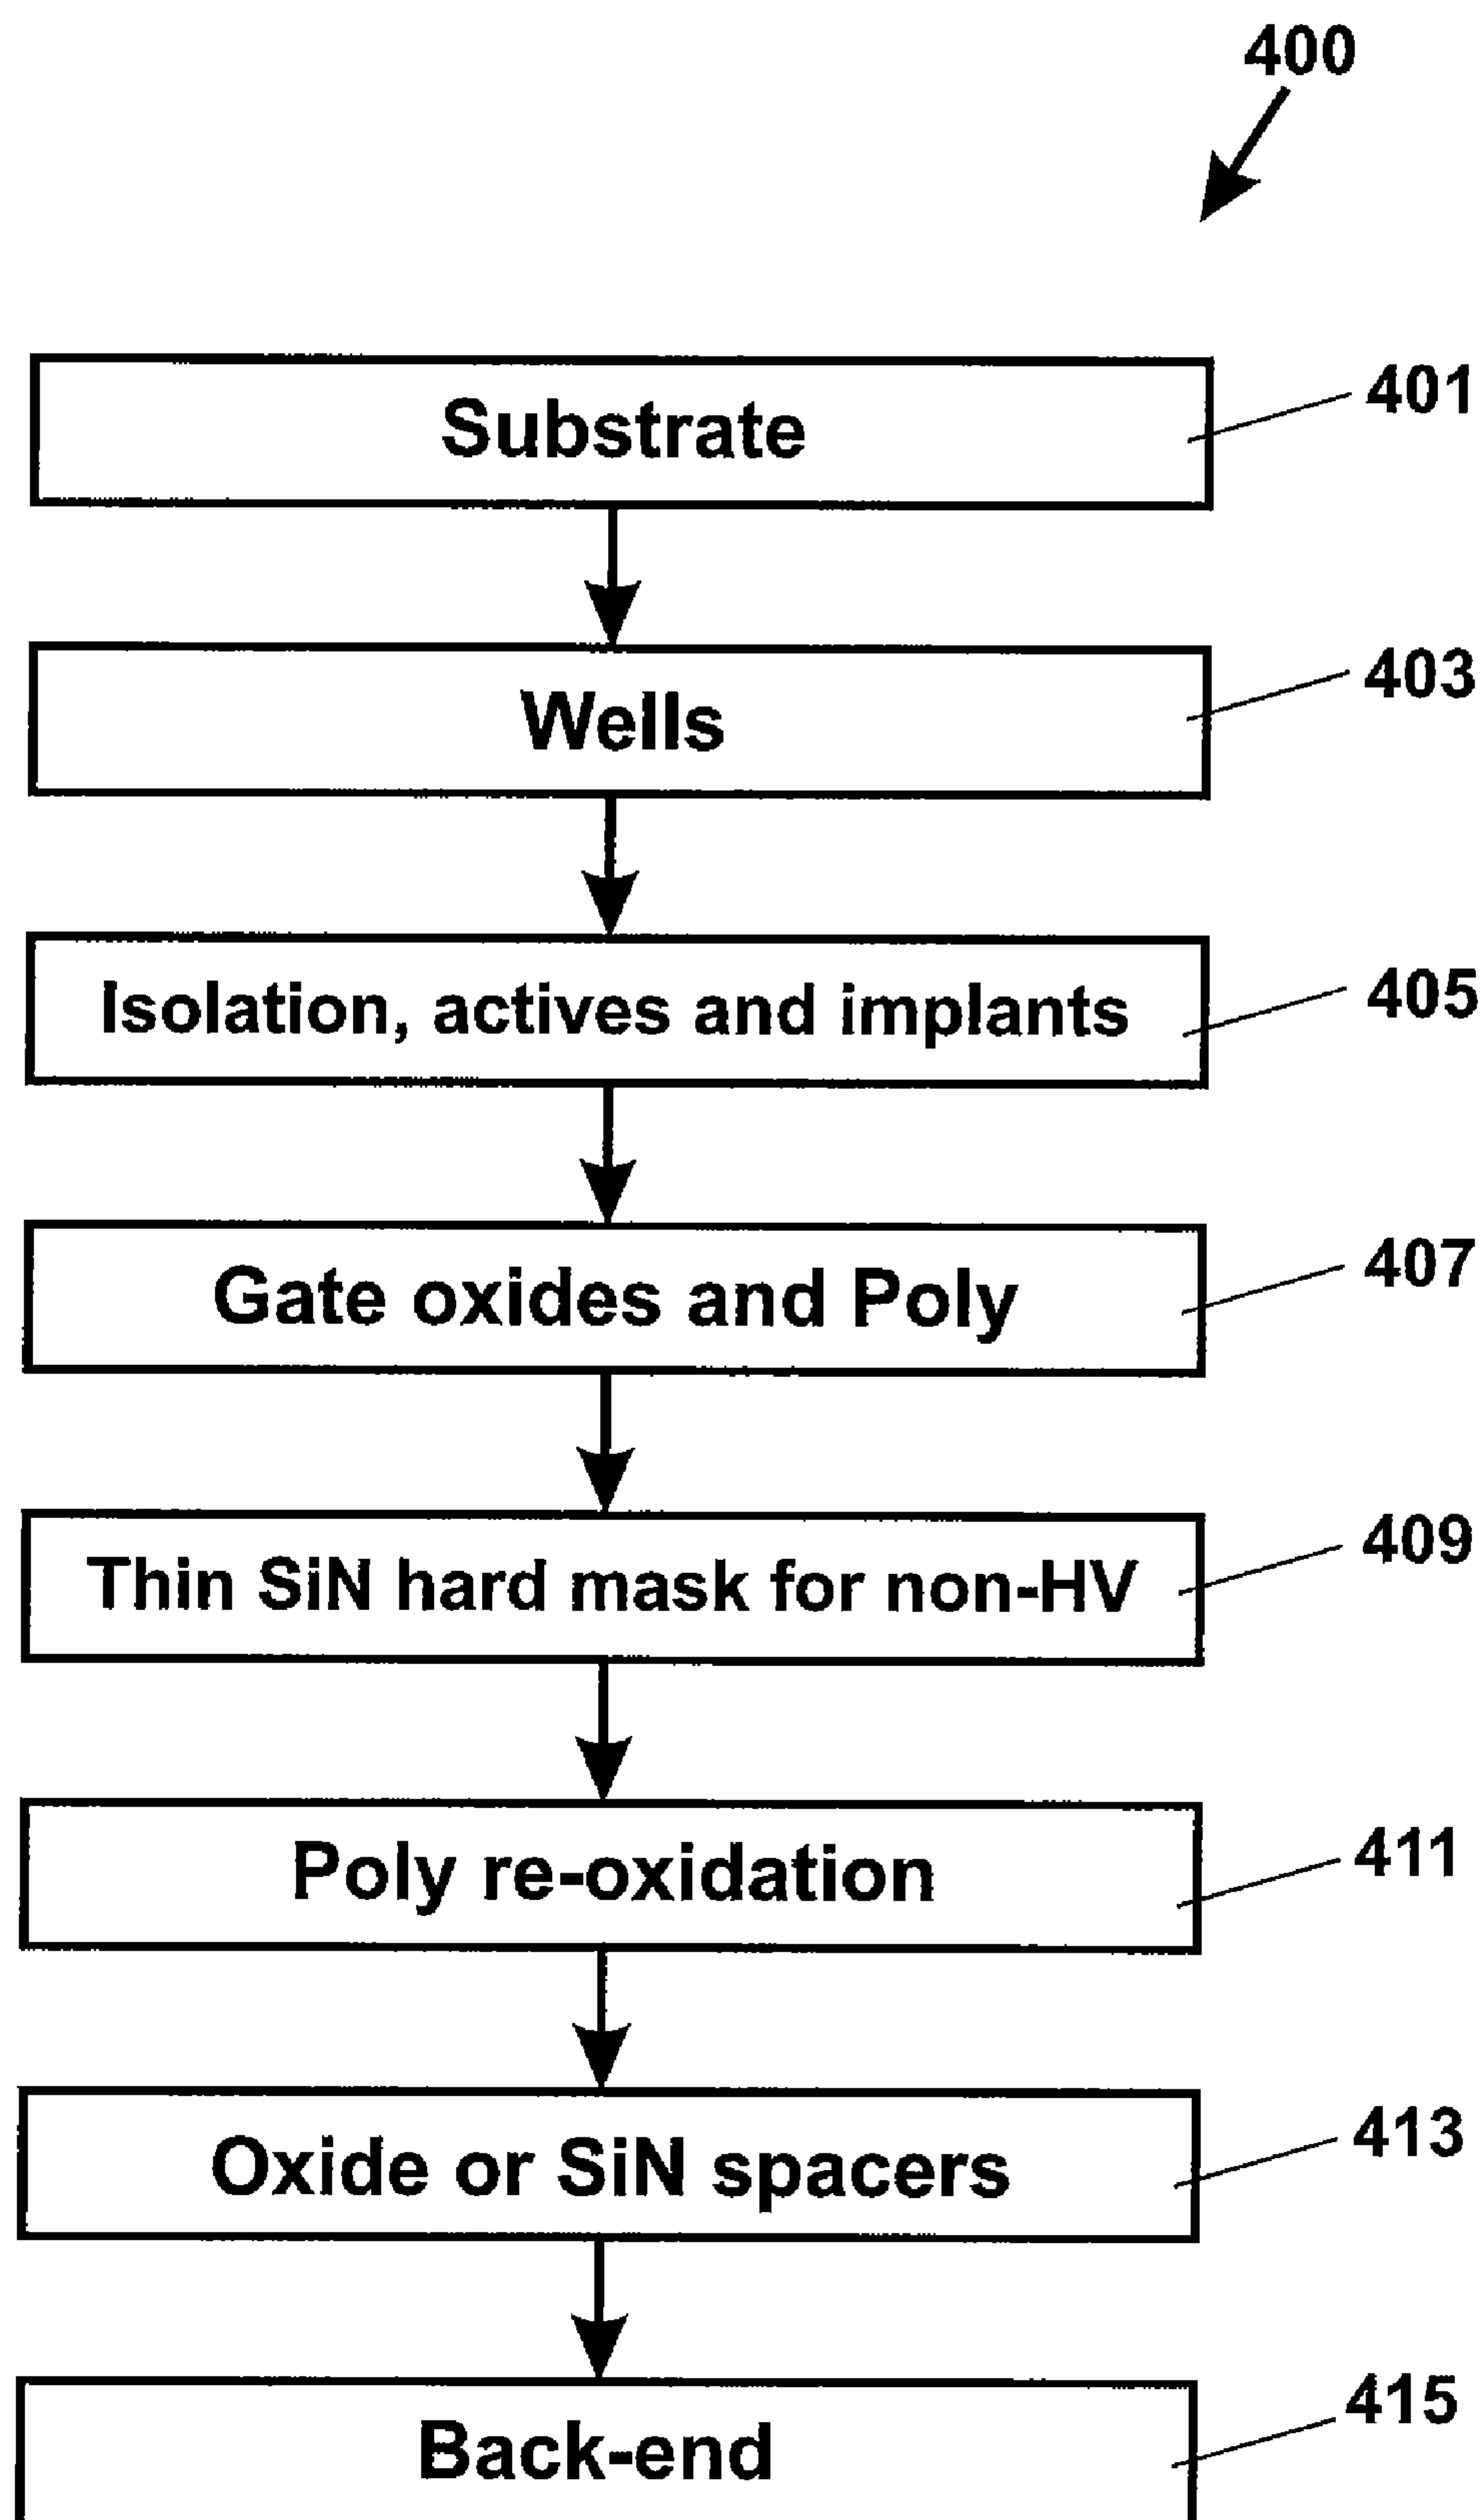 400
Substrate
401
Wells
403
Isolation, actives and implants
405
Gate oxides and Poly
407
Thin SiN hard mask for non-HV
409
Poly re-oxidation
411
Oxide or SiN spacers
413
Back-end
415